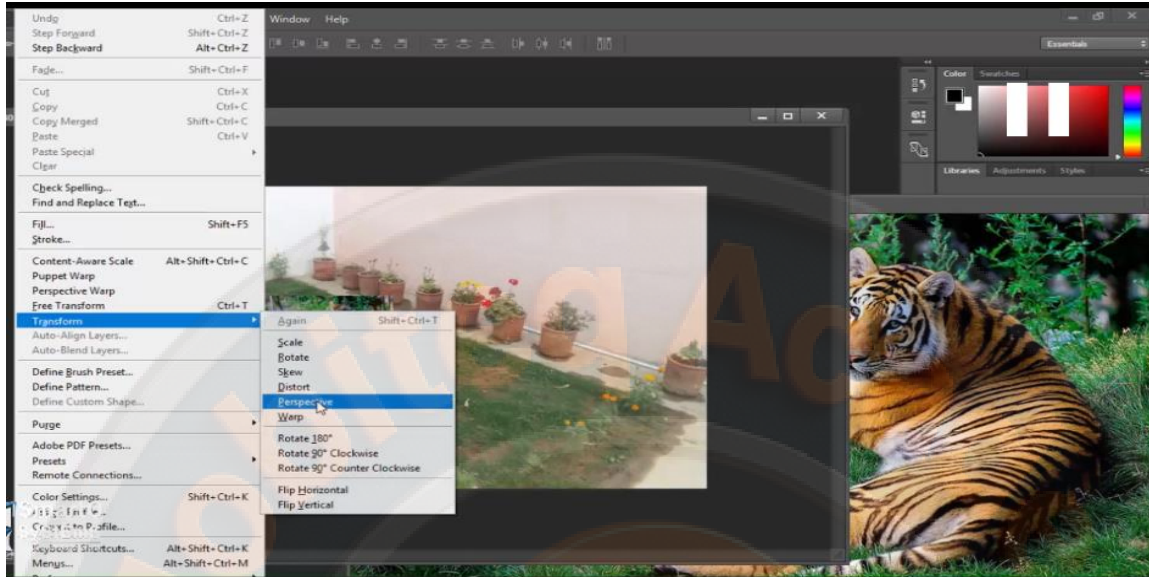 Window Help
Undo Ctrl+Z
Step Forward Shift+Ctrl+Z
Step Backward Alt+Ctrl+Z
Fade... Shift+Ctrl+F
Cut Ctrl+X
Copy Ctrl+C
Copy Merged Shift+Ctrl+C
Paste Ctrl+V
Paste Special
Clear
Check Spelling...
Find and Replace Text...
Fill... Shift+F5
Stroke...
Content-Aware Scale Alt+Shift+Ctrl+C
Puppet Warp
Perspective Warp
Free Transform Ctrl+T
Transform
Auto-Align Layers...
Auto-Blend Layers...
Define Brush Preset...
Define Pattern...
Define Custom Shape...
Purge
Adobe PDF Presets...
Presets
Remote Connections...
Color Settings... Shift+Ctrl+K
to Profile...
Keyboard Shortcuts... Alt+Shift+Ctrl+K
Menus... Alt+Shift+Ctrl+M
Again Shift+Ctrl+T
Scale
Rotate
Skew
Distort
Perspective
Warp
Rotate 180°
Rotate 90° Clockwise
Rotate 90° Counter Clockwise
Flip Horizontal
Flip Vertical
Essentials
Color Swatches
Libraries Adjustments Styles